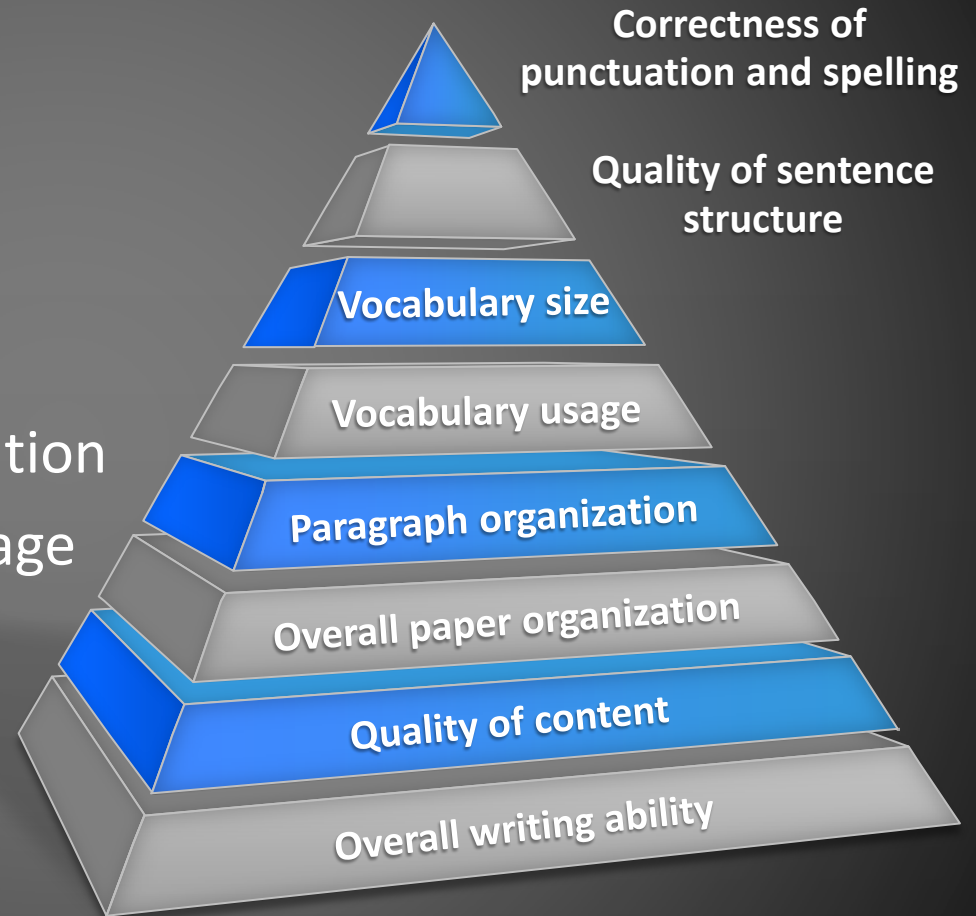 Correctness of
punctuation and spelling
Quality of sentence
structure
Vocabulary size
Vocabulary usage
Paragraph organization
Overall paper organization
Quality of content
Overall writing ability